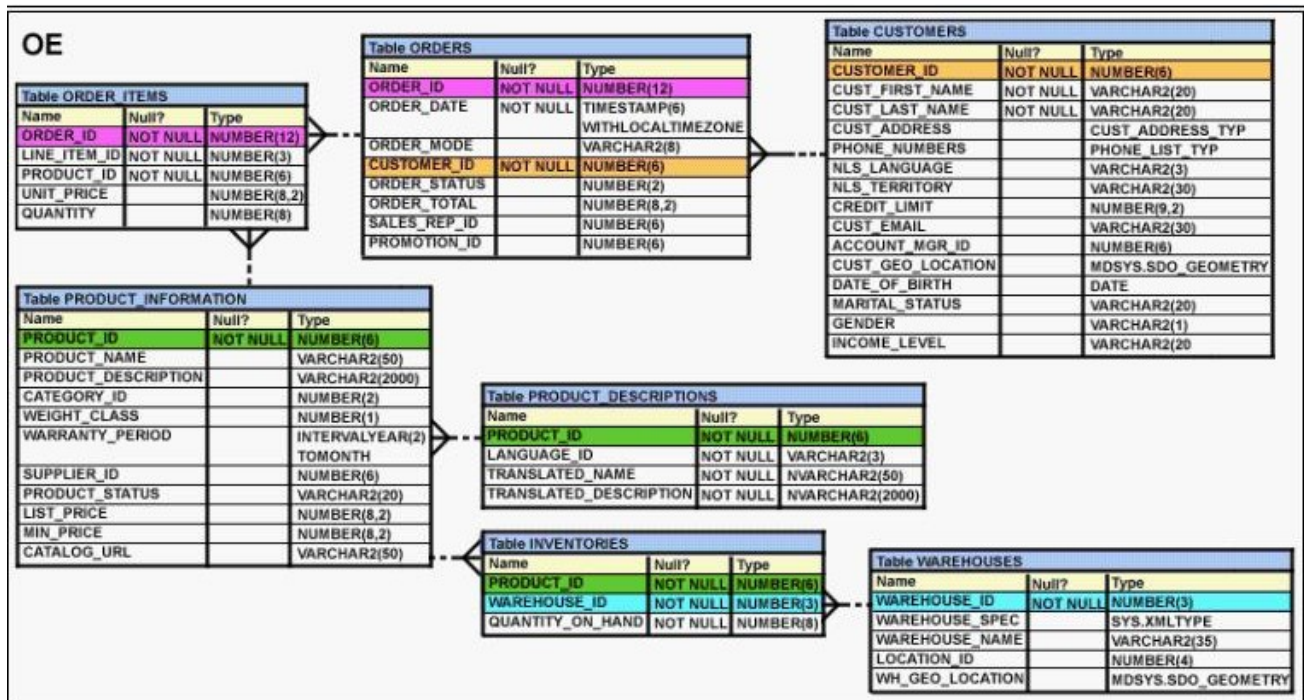 OE
Table ORDER_ITEMS
Name Null? Type
ORDER_ID NOT NULL NUMBER(12)
LINE_ITEM_ID NOT NULL NUMBER(3)
PRODUCT_ID NOT NULL NUMBER(6)
UNIT_PRICE NUMBER(8,2)
QUANTITY NUMBER(8)
Table ORDERS
Name Null? Type
ORDER_ID NOT NULL NUMBER(12)
ORDER_DATE NOT NULL TIMESTAMP(6)
WITHLOCALTIMEZONE
ORDER_MODE VARCHAR2(8)
CUSTOMER_ID NOT NULL NUMBER(6)
ORDER_STATUS NUMBER(2)
ORDER_TOTAL NUMBER(8,2)
SALES_REP_ID NUMBER(6)
PROMOTION_ID NUMBER(6)
Table CUSTOMERS
Name Null? Type
CUSTOMER_ID NOT NULL NUMBER(6)
CUST_FIRST_NAME NOT NULL VARCHAR2(20)
CUST_LAST_NAME NOT NULL VARCHAR2(20)
CUST_ADDRESS CUST_ADDRESS_TYP
PHONE_NUMBERS PHONE_LIST_TYP
NLS_LANGUAGE VARCHAR2(3)
NLS_TERRITORY VARCHAR2(30)
CREDIT_LIMIT NUMBER(9,2)
CUST_EMAIL VARCHAR2(30)
ACCOUNT_MGR_ID NUMBER(6)
CUST_GEO_LOCATION MDSYS.SDO_GEOMETRY
DATE_OF_BIRTH DATE
MARITAL_STATUS VARCHAR2(20)
GENDER VARCHAR2(1)
INCOME_LEVEL VARCHAR2(20
Table PRODUCT_INFORMATION
Name Null? Type
PRODUCT_ID NOT NULL NUMBER(6)
PRODUCT_NAME VARCHAR2(50)
PRODUCT_DESCRIPTION VARCHAR2(2000)
CATEGORY_ID NUMBER(2)
WEIGHT_CLASS NUMBER(1)
WARRANTY_PERIOD INTERVALYEAR(2)
TOMONTH
SUPPLIER_ID NUMBER(6)
PRODUCT_STATUS VARCHAR2(20)
LIST_PRICE NUMBER(8,2)
MIN_PRICE NUMBER(8,2)
CATALOG_URL VARCHAR2(50)
Table PRODUCT_DESCRIPTIONS
Name Null? Type
PRODUCT_ID NOT NULL NUMBER(6)
LANGUAGE_ID NOT NULL VARCHAR2(3)
TRANSLATED_NAME NOT NULL NVARCHAR2(50)
TRANSLATED_DESCRIPTION NOT NULL NVARCHAR2(2000)
Table INVENTORIES
Name Null? Type
PRODUCT_ID NOT NULL NUMBER(6)
WAREHOUSE_ID NOT NULL NUMBER(3)
QUANTITY_ON_HAND NOT NULL NUMBER(8)
Table WAREHOUSES
Name Null? Type
WAREHOUSE_ID NOT NULL NUMBER(3)
WAREHOUSE_SPEC SYS.XMLTYPE
WAREHOUSE_NAME VARCHAR2(35)
LOCATION_ID NUMBER(4)
WH_GEO_LOCATION MDSYS.SDO_GEOMETRY